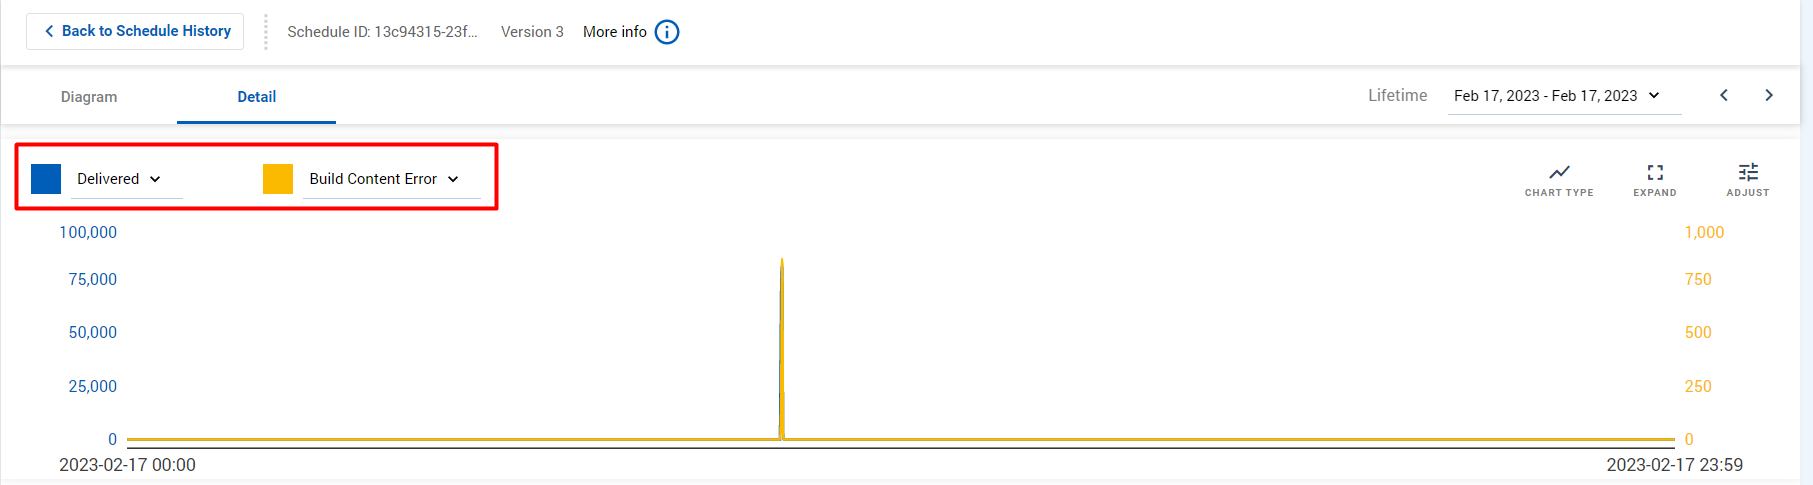 Back to Schedule History Schedule ID: 13c94315-23f... Version 3 More info
Diagram Detail Lifetime Feb 17, 2023 - Feb 17, 2023
Delivered Build Content Error
CHART TYPE EXPAND ADJUST
100,000 1,000
75,000 750
50,000 500
25,000 250
0 0
2023-02-17 00:00 2023-02-17 23:59